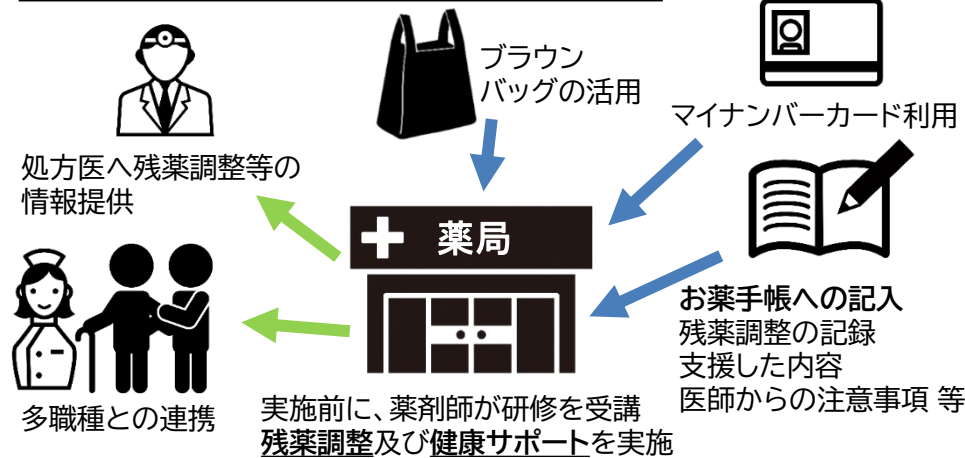 ブラウン
バッグの活用
マイナンバーカード利用
処方医へ残薬調整等の
情報提供
薬局
お薬手帳への記入
残薬調整の記録
支援した内容
医師からの注意事項 等
多職種との連携
実施前に、薬剤師が研修を受講
残薬調整及び健康サポートを実施